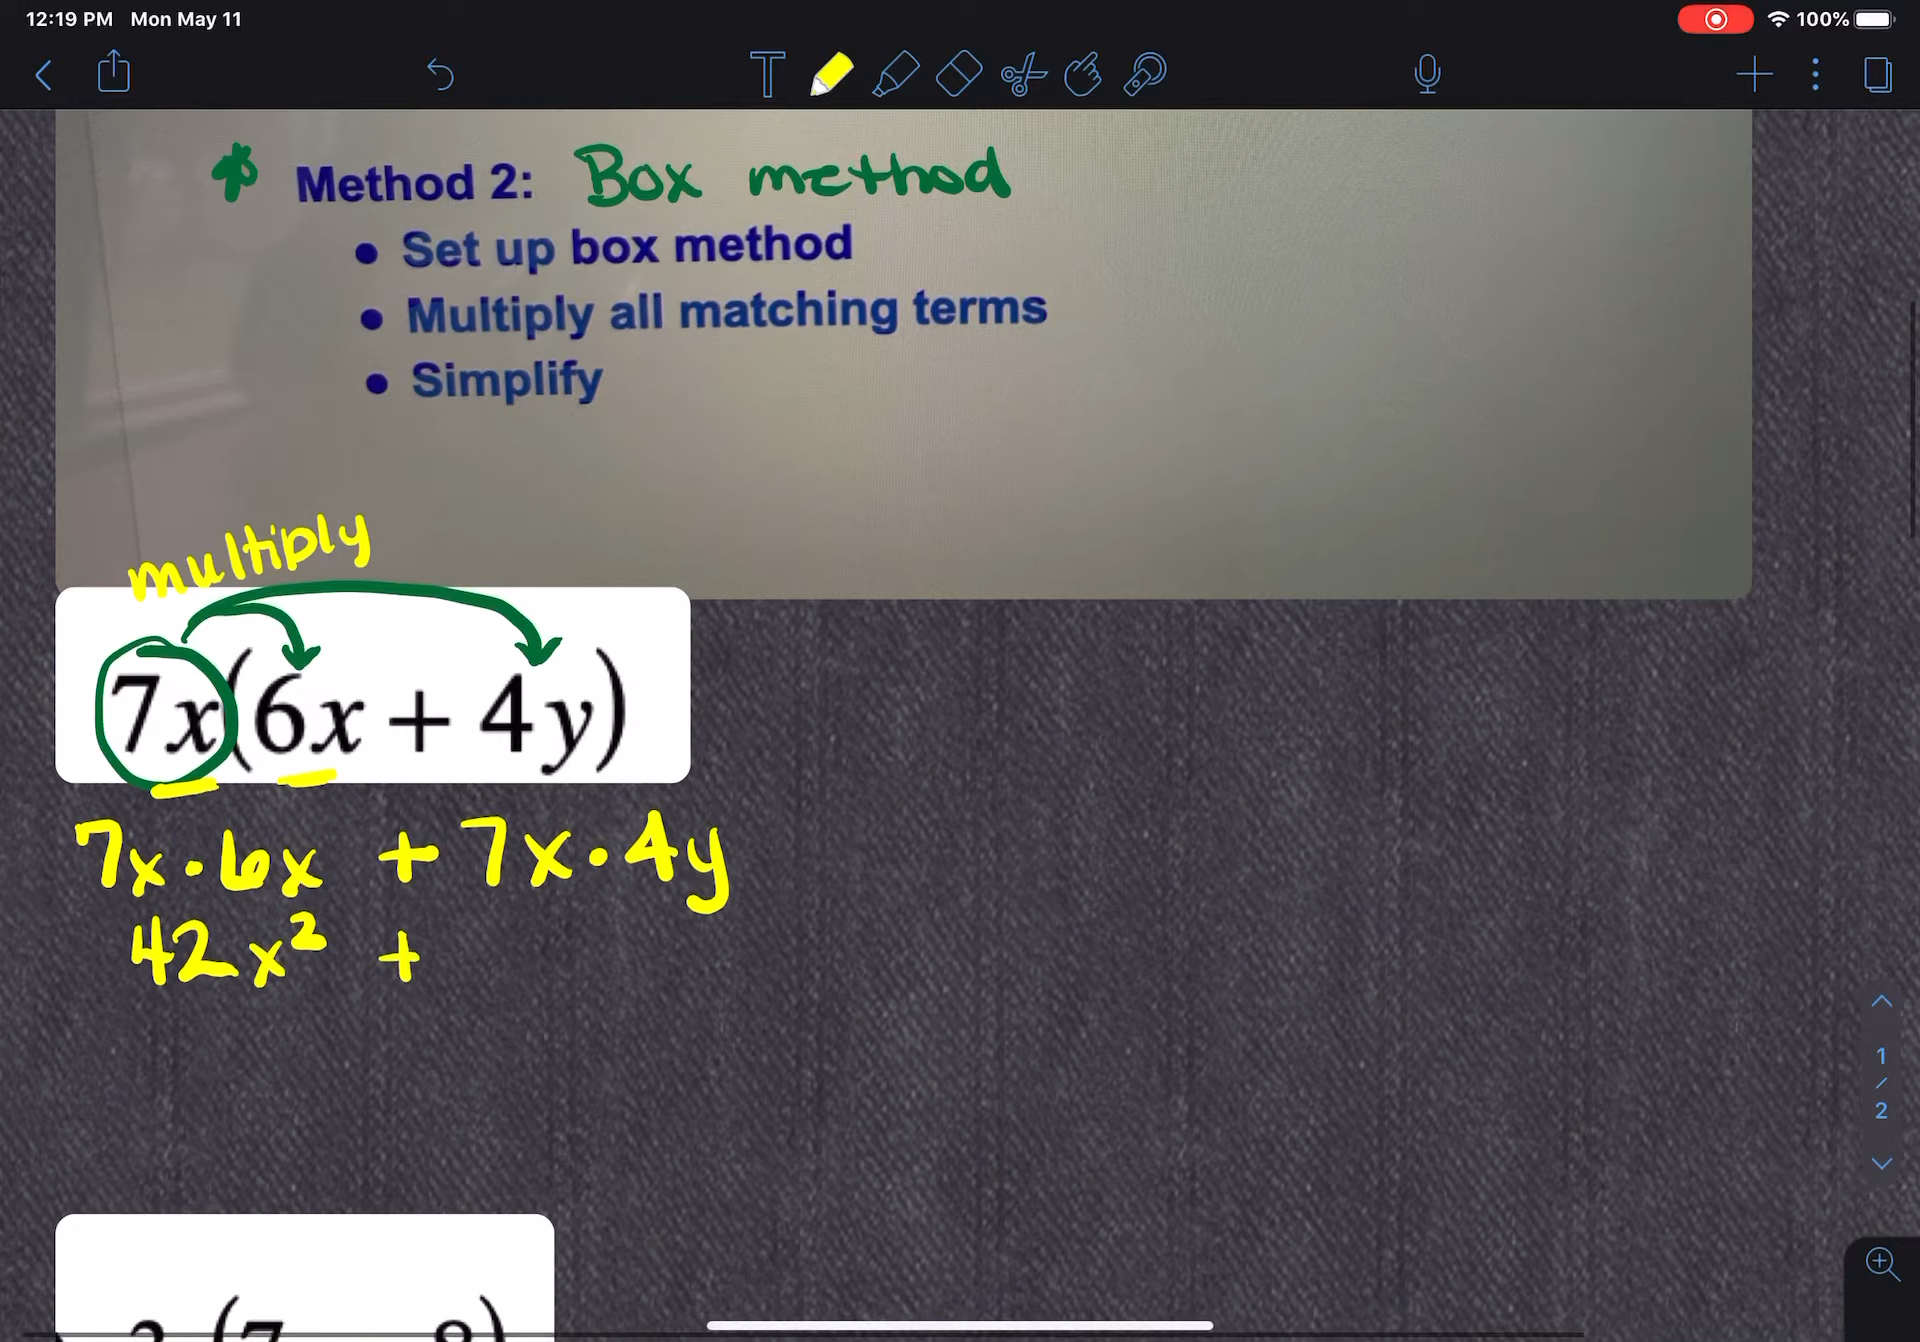 12:19 PM Mon May 11
100%
T
Method 2: Box method
• Set up box method
• Multiply all matching terms
• Simplify
multiply
7x(6x + 4y)
7x · 6x + 7x · 4y
42x² +
1
/
2